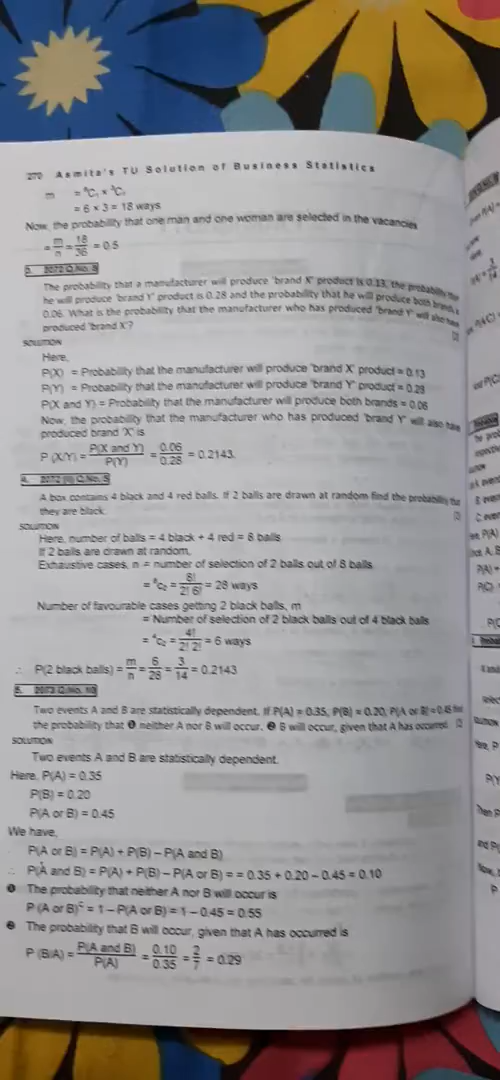 270 Asmita's TU Solution of Business Statistics
m = ⁶C₁ × ³C₁
= 6 × 3 = 18 ways
Now, the probability that one man and one woman are selected in the vacancies
= m/n = 18/36 = 0.5
3. 2072 Q.No. 5
The probability that a manufacturer will produce 'brand X' product is 0.13, the probability that
he will produce 'brand Y' product is 0.28 and the probability that he will produce both brands is
0.06. What is the probability that the manufacturer who has produced 'brand Y' will also have
produced 'brand X'?
SOLUTION
Here,
P(X) = Probability that the manufacturer will produce 'brand X' product = 0.13
P(Y) = Probability that the manufacturer will produce 'brand Y' product = 0.28
P(X and Y) = Probability that the manufacturer will produce both brands = 0.06
Now, the probability that the manufacturer who has produced 'brand Y' will also have
produced brand 'X' is
P (X/Y) = P(X and Y)/P(Y) = 0.06/0.28 = 0.2143.
4. 2072 (II) Q.No. 5
A box contains 4 black and 4 red balls. If 2 balls are drawn at random find the probability that
they are black. [2]
SOLUTION
Here, number of balls = 4 black + 4 red = 8 balls
If 2 balls are drawn at random,
Exhaustive cases, n = number of selection of 2 balls out of 8 balls
= ⁸C₂ = 8!/2! 6! = 28 ways
Number of favourable cases getting 2 black balls, m
= Number of selection of 2 black balls out of 4 black balls
= ⁴C₂ = 4!/2! 2! = 6 ways
∴ P(2 black balls) = m/n = 6/28 = 3/14 = 0.2143
5. 2073 Q.No. 10
Two events A and B are statistically dependent. If P(A) = 0.35, P(B) = 0.20, P(A or B) = 0.45 find
the probability that ❶ neither A nor B will occur. ❷ B will occur, given that A has occurred. [2]
SOLUTION
Two events A and B are statistically dependent.
Here, P(A) = 0.35
P(B) = 0.20
P(A or B) = 0.45
We have,
P(A or B) = P(A) + P(B) – P(A and B)
∴ P(A and B) = P(A) + P(B) – P(A or B) = = 0.35 + 0.20 – 0.45 = 0.10
❶ The probability that neither A nor B will occur is
P (A or B)ᶜ = 1 – P(A or B) = 1 – 0.45 = 0.55
❷ The probability that B will occur, given that A has occurred is
P (B/A) = P(A and B)/P(A) = 0.10/0.35 = 2/7 = 0.29